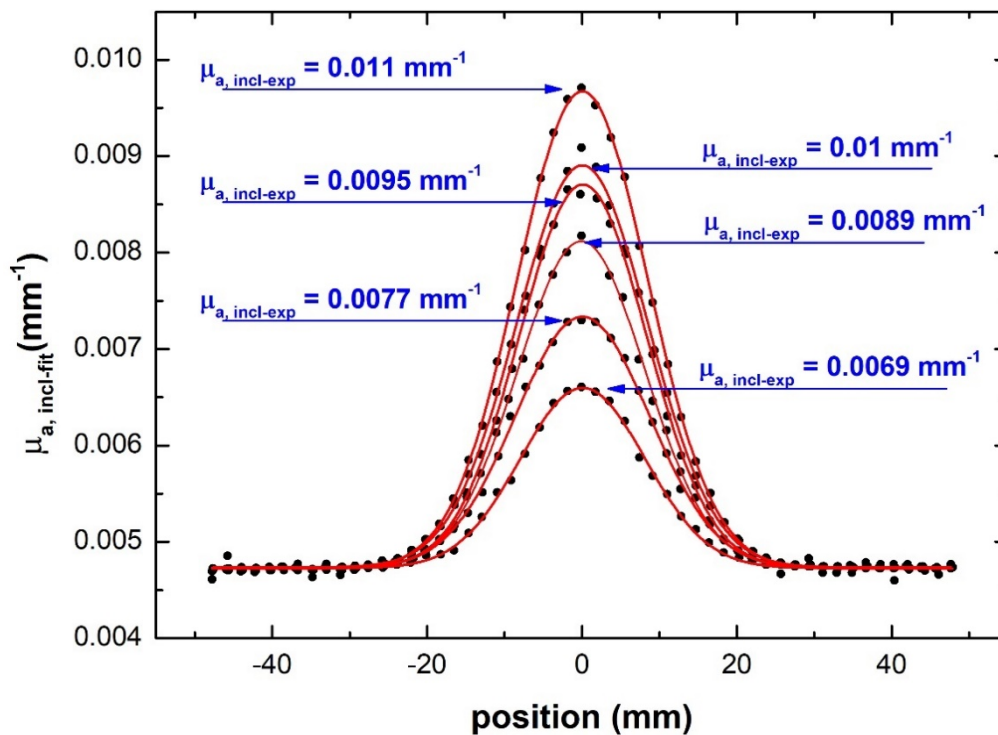 0.010
0.009
0.008
0.007
0.006
0.005
0.004
μa, incl-fit(mm-1)
μa, incl-exp = 0.011 mm-1
μa, incl-exp = 0.01 mm-1
μa, incl-exp = 0.0095 mm-1
μa, incl-exp = 0.0089 mm-1
μa, incl-exp = 0.0077 mm-1
μa, incl-exp = 0.0069 mm-1
-40 -20 0 20 40
position (mm)